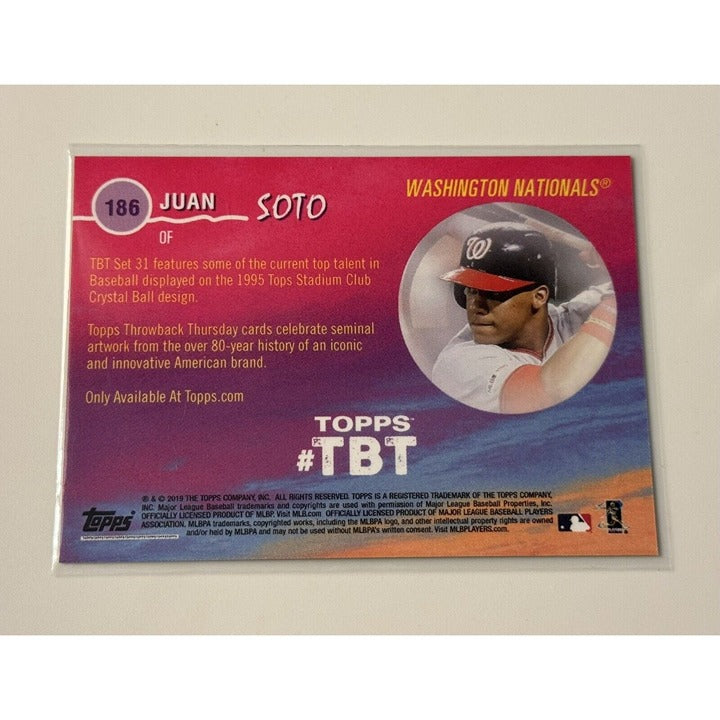 186 JUAN SOTO
OF
WASHINGTON NATIONALS®
TBT Set 31 features some of the current top talent in
Baseball displayed on the 1995 Topps Stadium Club
Crystal Ball design.
Topps Throwback Thursday cards celebrate seminal
artwork from the over 80-year history of an iconic
and innovative American brand.
Only Available At Topps.com
W
TOPPS
#TBT
® & © 2019 THE TOPPS COMPANY, INC. ALL RIGHTS RESERVED. TOPPS IS A REGISTERED TRADEMARK OF THE TOPPS COMPANY,
INC. Major League Baseball trademarks and copyrights are used with permission of Major League Baseball Properties, Inc.
OFFICIALLY LICENSED PRODUCT OF MLBP. Visit MLB.com OFFICIALLY LICENSED PRODUCT OF MAJOR LEAGUE BASEBALL PLAYERS
ASSOCIATION. MLBPA trademarks, copyrighted works, including the MLBPA logo, and other intellectual property rights are owned
and/or held by MLBPA and may not be used without MLBPA's written consent. Visit MLBPLAYERS.COM.
topps